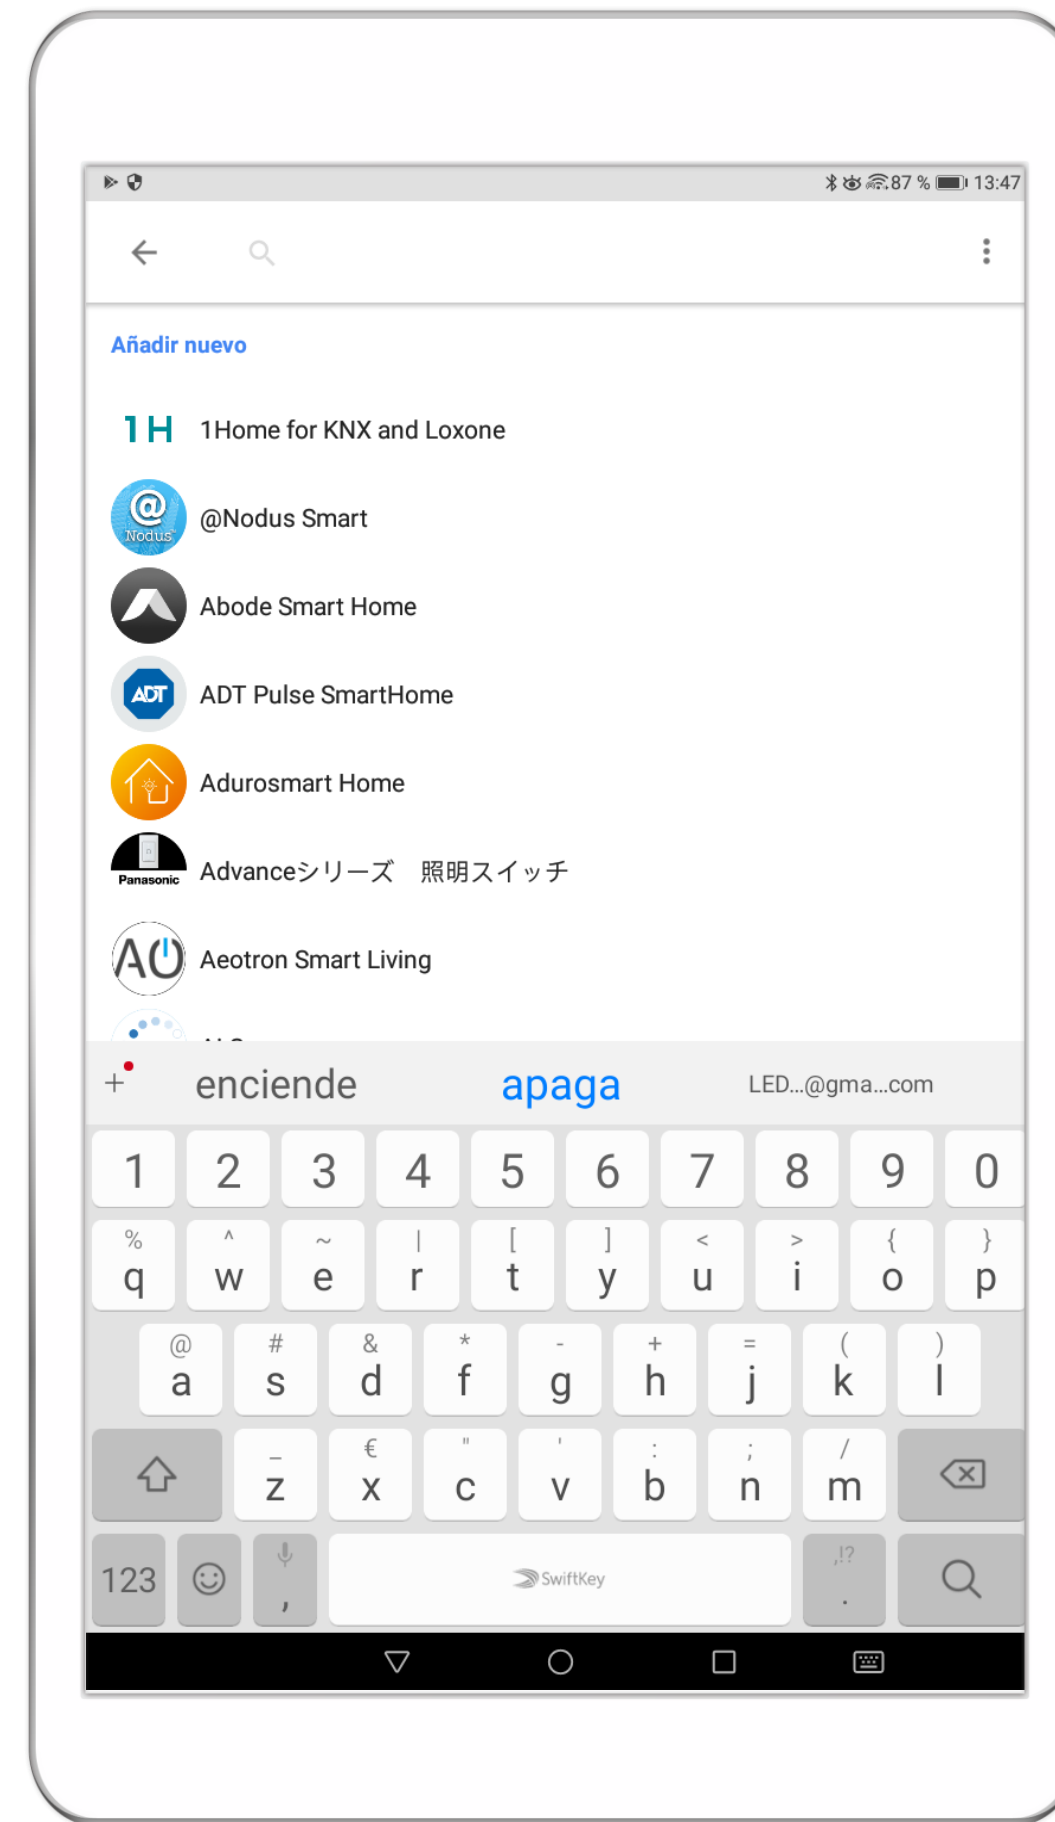 87 % 13:47
Añadir nuevo
1H 1Home for KNX and Loxone
@ Nodus @Nodus Smart
Abode Smart Home
ADT ADT Pulse SmartHome
Adurosmart Home
Panasonic Advanceシリーズ　照明スイッチ
Aeotron Smart Living
+ enciende apaga LED...@gma...com
1 2 3 4 5 6 7 8 9 0
% ^ ~ | [ ] < > { }
q w e r t y u i o p
@ # & * - + = ( )
a s d f g h j k l
_ € " ' : ; /
z x c v b n m
,!?
123 , SwiftKey .